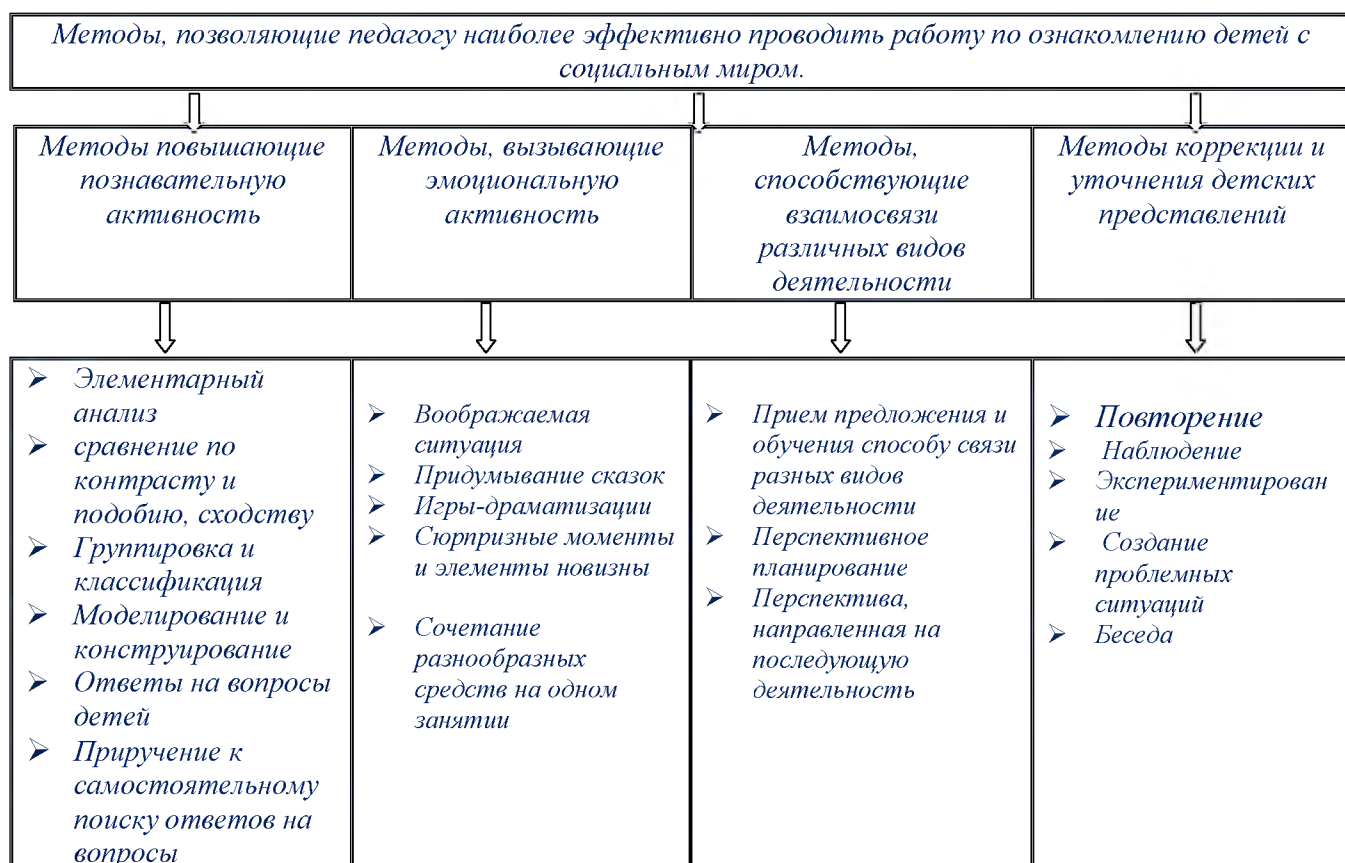 Методы, позволяющие педагогу наиболее эффективно проводить работу по ознакомлению детей с
социальным миром.
Методы повышающие
познавательную
активность
Методы, вызывающие
эмоциональную
активность
Методы,
способствующие
взаимосвязи
различных видов
деятельности
Методы коррекции и
уточнения детских
представлений
➢ Элементарный
анализ
➢ сравнение по
контрасту и
подобию, сходству
➢ Группировка и
классификация
➢ Моделирование и
конструирование
➢ Ответы на вопросы
детей
➢ Приручение к
самостоятельному
поиску ответов на
вопросы
➢ Воображаемая
ситуация
➢ Придумывание сказок
➢ Игры-драматизации
➢ Сюрпризные моменты
и элементы новизны
➢ Сочетание
разнообразных
средств на одном
занятии
➢ Прием предложения и
обучения способу связи
разных видов
деятельности
➢ Перспективное
планирование
➢ Перспектива,
направленная на
последующую
деятельность
➢ Повторение
➢ Наблюдение
➢ Экспериментирован
ие
➢ Создание
проблемных
ситуаций
➢ Беседа